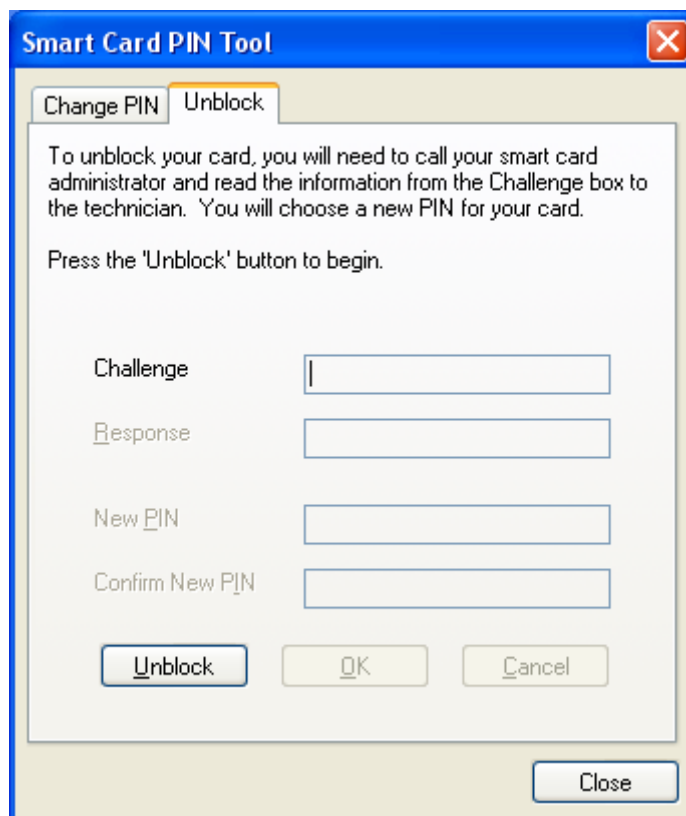 Smart Card PIN Tool
Change PIN
Unblock
To unblock your card, you will need to call your smart card
administrator and read the information from the Challenge box to
the technician.  You will choose a new PIN for your card.
Press the 'Unblock' button to begin.
Challenge
Response
New PIN
Confirm New PIN
Unblock
OK
Cancel
Close